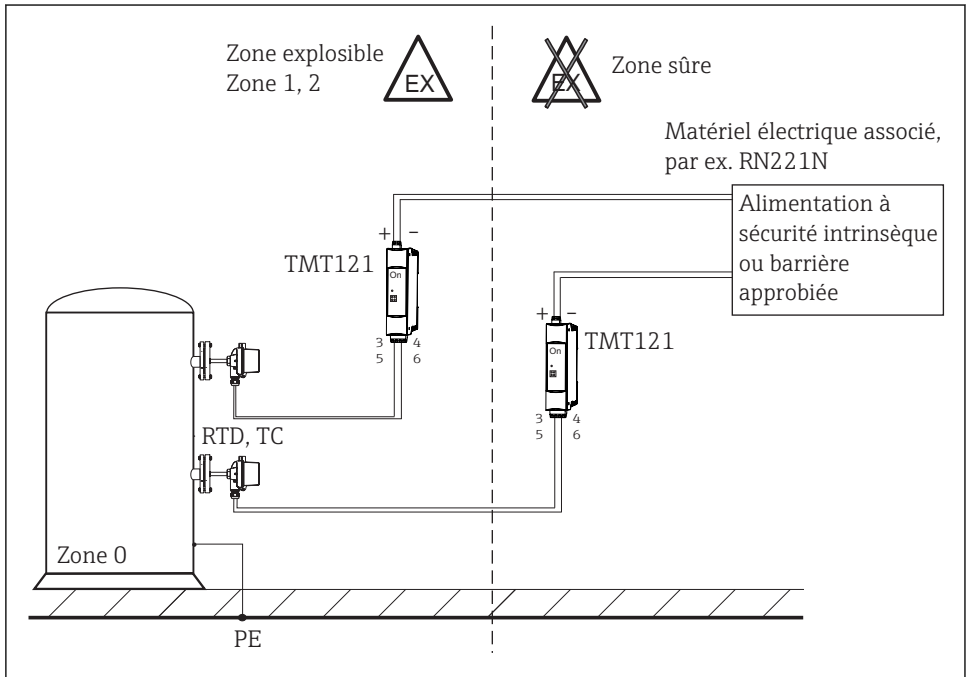 Zone explosible
Zone 1, 2
EX
EX
Zone sûre
Matériel électrique associé,
par ex. RN221N
Alimentation à
sécurité intrinsèque
ou barrière
approbiée
+ −
TMT121
On
3 4
5 6
+ −
TMT121
On
3 4
5 6
RTD, TC
Zone 0
PE